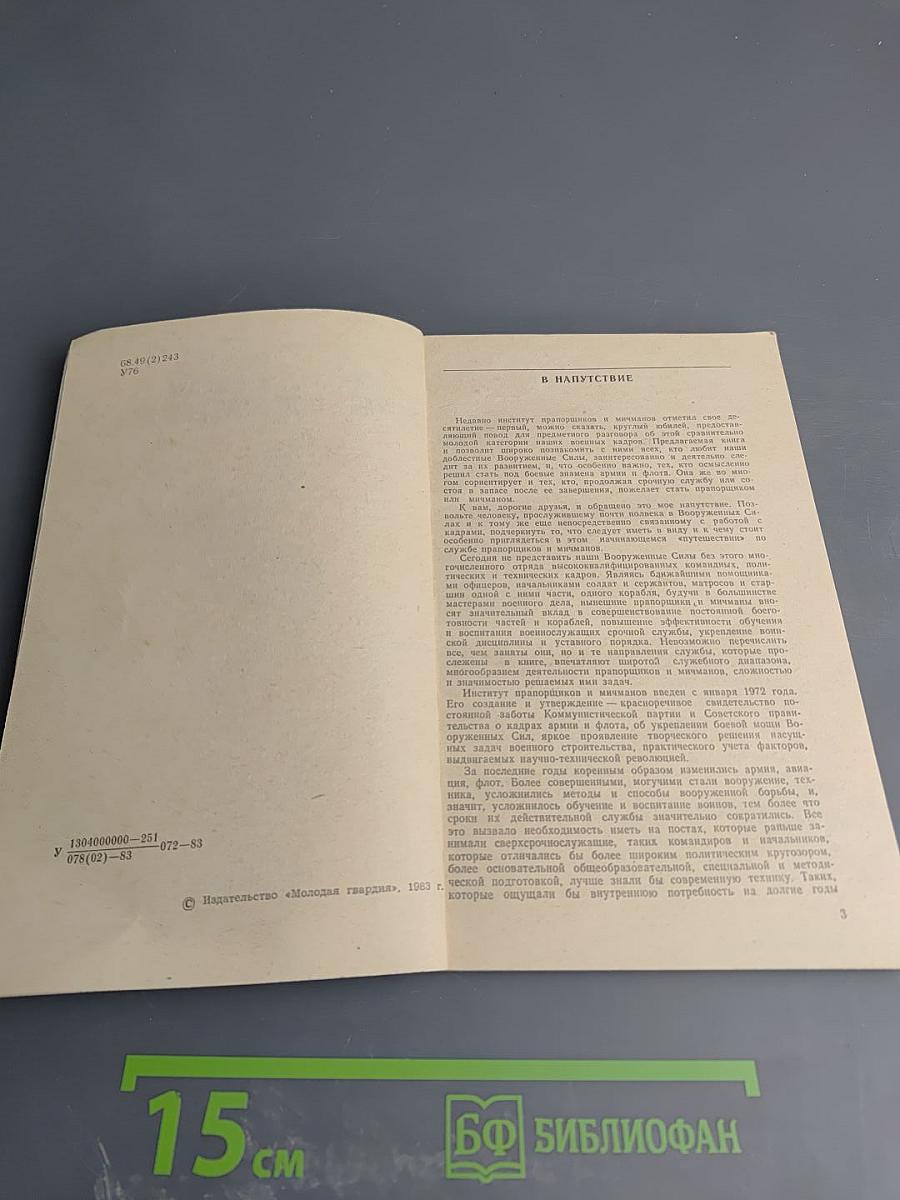 68.49(2)243
У76
У 1304000000—251 072—83
078(02)—83
© Издательство «Молодая гвардия», 1983 г.
В НАПУТСТВИЕ
Недавно институт прапорщиков и мичманов отметил свое де-
сятилетие — первый, можно сказать, круглый юбилей, предостав-
ляющий повод для предметного разговора об этой сравнительно
молодой категории наших военных кадров. Предлагаемая книга
и позволит широко познакомить с ними всех, кто любит наши
доблестные Вооруженные Силы, заинтересованно и деятельно сле-
дит за их развитием, и, что особенно важно, тех, кто осмысленно
решил стать под боевые знамена армии и флота. Она же во мно-
гом сориентирует и тех, кто, продолжая срочную службу или со-
стоя в запасе после ее завершения, пожелает стать прапорщиком
или мичманом.
К вам, дорогие друзья, и обращено это мое напутствие. Поз-
вольте человеку, прослужившему почти полвека в Вооруженных Си-
лах и к тому же еще непосредственно связанному с работой с
кадрами, подчеркнуть то, что следует иметь в виду и к чему стоит
особенно приглядеться в этом начинающемся «путешествии» по
службе прапорщиков и мичманов.
Сегодня не представить наши Вооруженные Силы без этого мно-
гочисленного отряда высококвалифицированных командных, поли-
тических и технических кадров. Являясь ближайшими помощника-
ми офицеров, начальниками солдат и сержантов, матросов и стар-
шин одной с ними части, одного корабля, будучи в большинстве
мастерами военного дела, нынешние прапорщики и мичманы вно-
сят значительный вклад в совершенствование постоянной боего-
товности частей и кораблей, повышение эффективности обучения
и воспитания военнослужащих срочной службы, укрепление воин-
ской дисциплины и уставного порядка. Невозможно перечислить
все, чем заняты они, но и те направления службы, которые про-
слежены в книге, впечатляют широтой служебного диапазона,
многообразием деятельности прапорщиков и мичманов, сложностью
и значимостью решаемых ими задач.
Институт прапорщиков и мичманов введен с января 1972 года.
Его создание и утверждение — красноречивое свидетельство по-
стоянной заботы Коммунистической партии и Советского прави-
тельства о кадрах армии и флота, об укреплении боевой мощи Во-
оруженных Сил, яркое проявление творческого решения насущ-
ных задач военного строительства, практического учета факторов,
выдвигаемых научно-технической революцией.
За последние годы коренным образом изменились армия, авиа-
ция, флот. Более совершенными, могучими стали вооружение, тех-
ника, усложнились методы и способы вооруженной борьбы, и,
значит, усложнилось обучение и воспитание воинов, тем более что
сроки их действительной службы значительно сократились. Все
это вызвало необходимость иметь на постах, которые раньше за-
нимали сверхсрочнослужащие, таких командиров и начальников,
которые отличались бы более широким политическим кругозором,
более основательной общеобразовательной, специальной и методи-
ческой подготовкой, лучше знали бы современную технику. Таких,
которые ощущали бы внутреннюю потребность на долгие годы
3
15 см
БФ БИБЛИОФАН